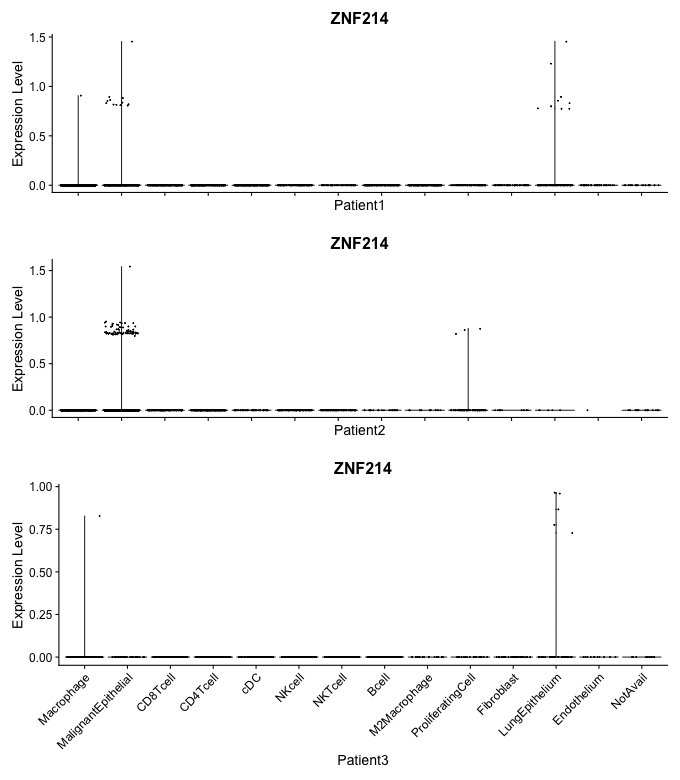 ZNF214
Expression Level
1.5
1.0
0.5
0.0
Patient1
ZNF214
Expression Level
1.5
1.0
0.5
0.0
Patient2
ZNF214
Expression Level
1.00
0.75
0.50
0.25
0.00
Macrophage
MalignantEpithelial
CD8Tcell
CD4Tcell
cDC
NKcell
NKTcell
Bcell
M2Macrophage
ProliferatingCell
Fibroblast
LungEpithelium
Endothelium
NotAvail
Patient3